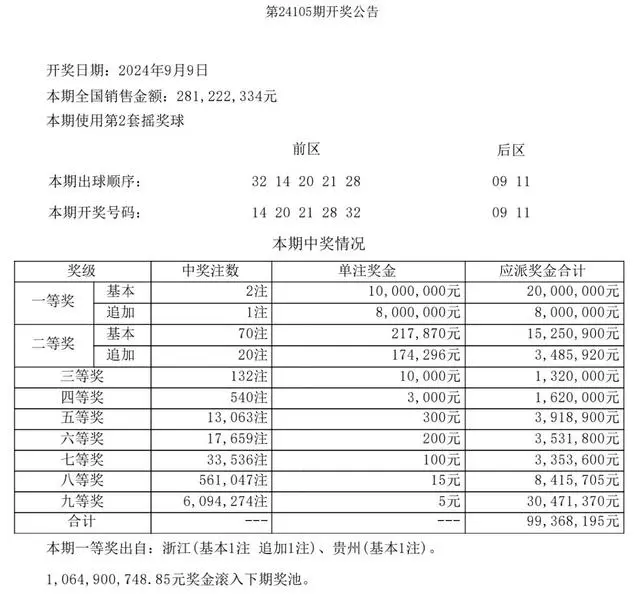 第24105期开奖公告
开奖日期：2024年9月9日
本期全国销售金额：281,222,334元
本期使用第2套摇奖球
前区 后区
本期出球顺序： 32 14 20 21 28 09 11
本期开奖号码： 14 20 21 28 32 09 11
本期中奖情况
奖级 中奖注数 单注奖金 应派奖金合计
一等奖 基本 2注 10,000,000元 20,000,000元
追加 1注 8,000,000元 8,000,000元
二等奖 基本 70注 217,870元 15,250,900元
追加 20注 174,296元 3,485,920元
三等奖 132注 10,000元 1,320,000元
四等奖 540注 3,000元 1,620,000元
五等奖 13,063注 300元 3,918,900元
六等奖 17,659注 200元 3,531,800元
七等奖 33,536注 100元 3,353,600元
八等奖 561,047注 15元 8,415,705元
九等奖 6,094,274注 5元 30,471,370元
合计 --- --- 99,368,195元
本期一等奖出自：浙江(基本1注 追加1注)、贵州(基本1注)。
1,064,900,748.85元奖金滚入下期奖池。